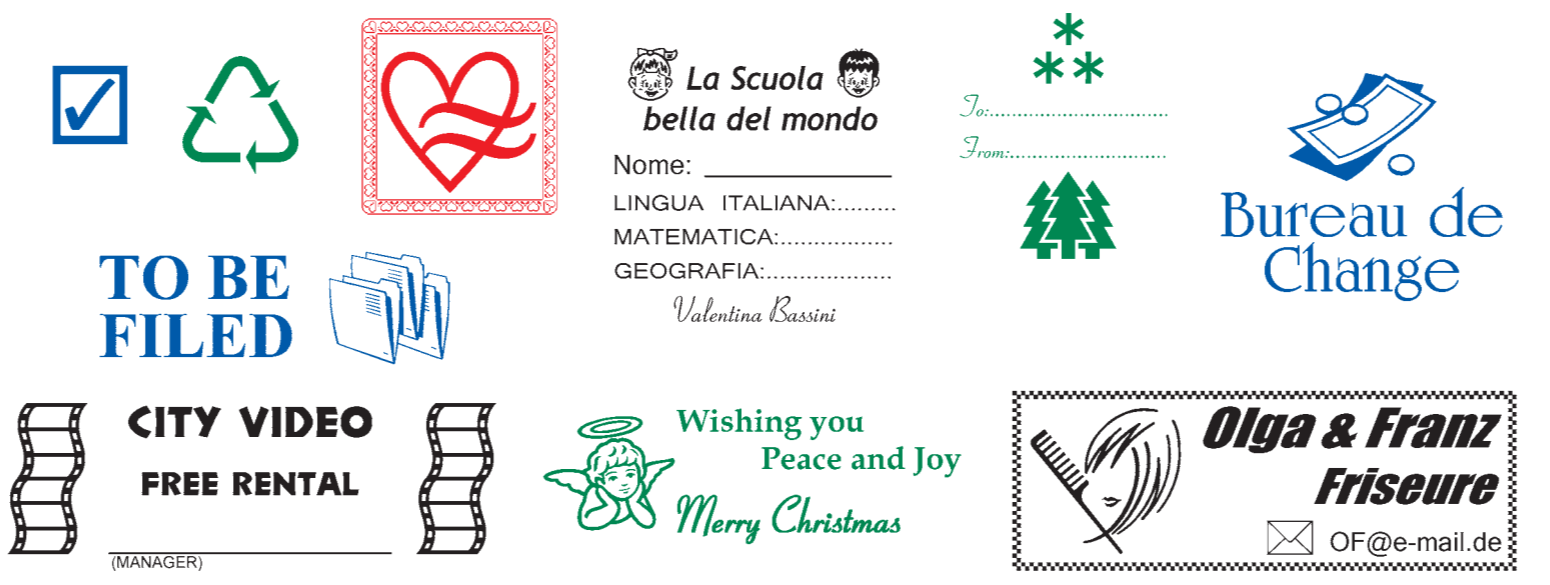 La Scuola
bella del mondo
Nome: ______________
LINGUA ITALIANA:.........
MATEMATICA:.................
GEOGRAFIA:...................
Valentina Bassini
To:...............................
From:...........................
Bureau de
Change
TO BE
FILED
CITY VIDEO
FREE RENTAL
(MANAGER)
Wishing you
Peace and Joy
Merry Christmas
Olga & Franz
Friseure
OF@e-mail.de